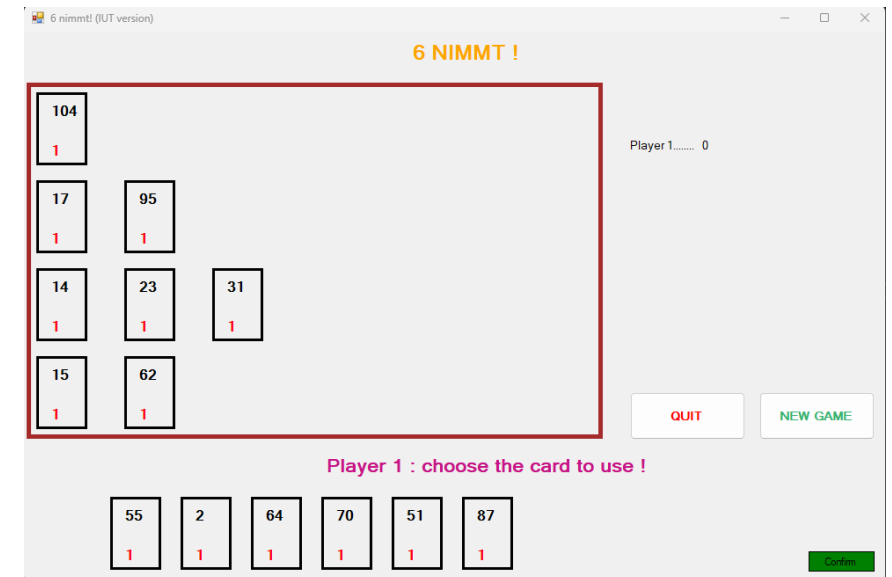 6 nimmt! (IUT version)
6 NIMMT !
104
1
Player 1........ 0
17 95
1 1
14 23 31
1 1 1
15 62
1 1
QUIT NEW GAME
Player 1 : choose the card to use !
55 2 64 70 51 87
1 1 1 1 1 1
Confirm